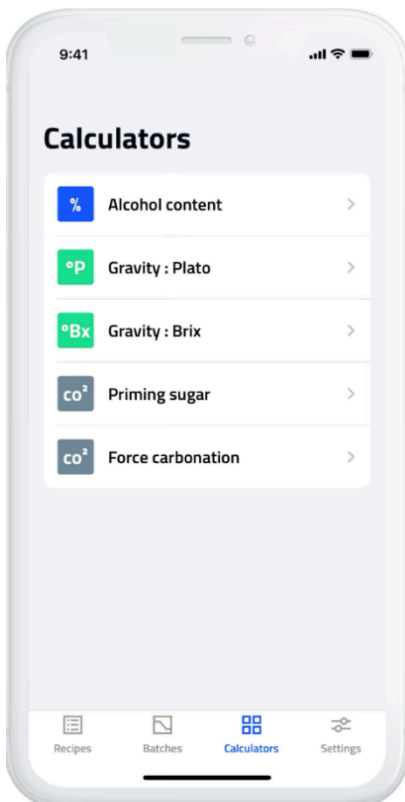 9:41
Calculators
% Alcohol content
°P Gravity : Plato
°Bx Gravity : Brix
co² Priming sugar
co² Force carbonation
Recipes Batches Calculators Settings